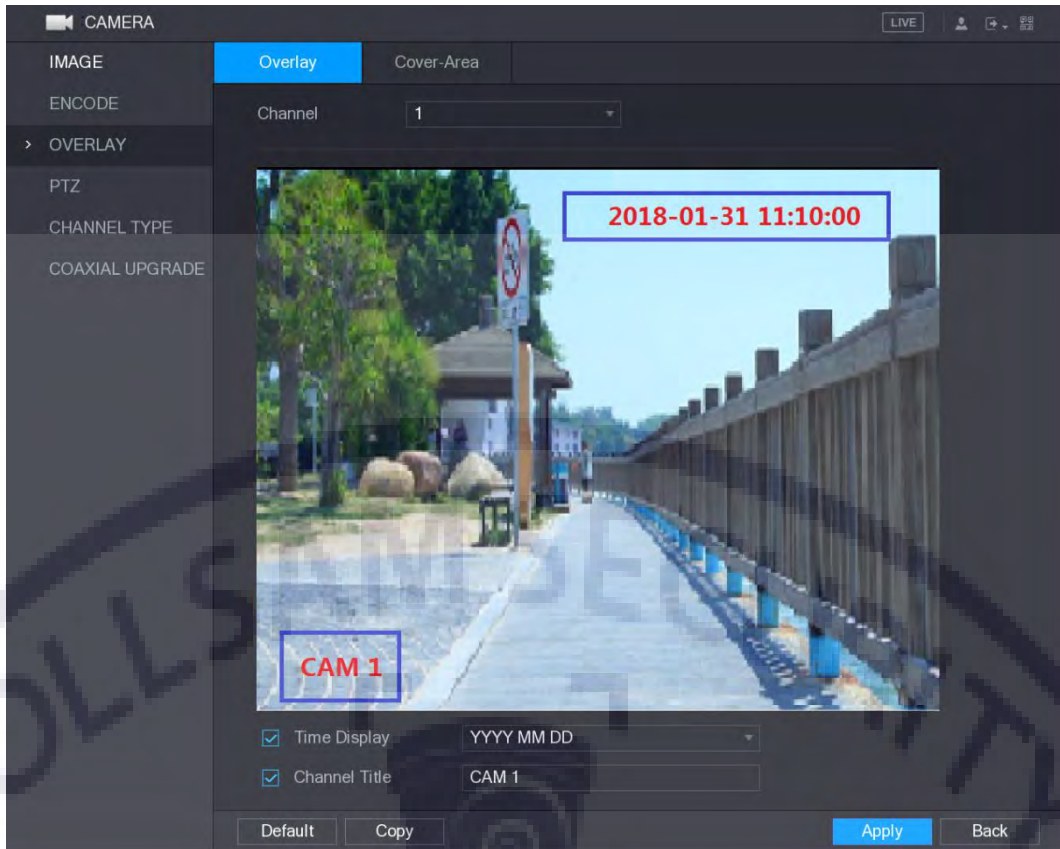 CAMERA
LIVE
IMAGE
ENCODE
OVERLAY
PTZ
CHANNEL TYPE
COAXIAL UPGRADE
Overlay Cover-Area
Channel 1
2018-01-31 11:10:00
CAM 1
Time Display YYYY MM DD
Channel Title CAM 1
Default Copy Apply Back